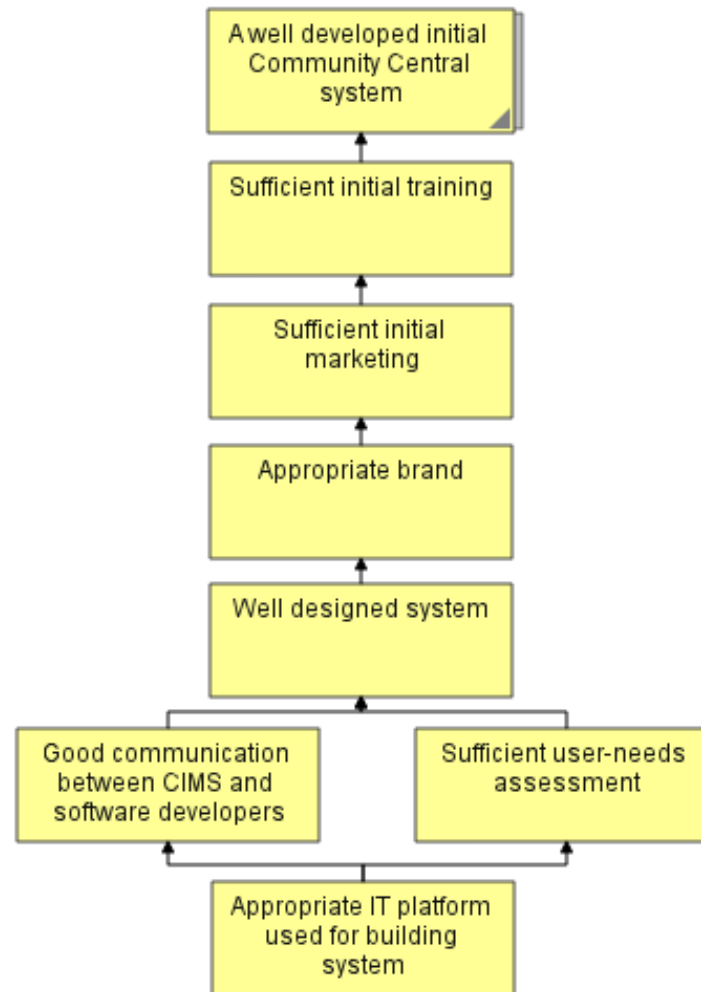 A well developed initial
Community Central
system
Sufficient initial training
Sufficient initial
marketing
Appropriate brand
Well designed system
Good communication
between CIMS and
software developers
Sufficient user-needs
assessment
Appropriate IT platform
used for building
system